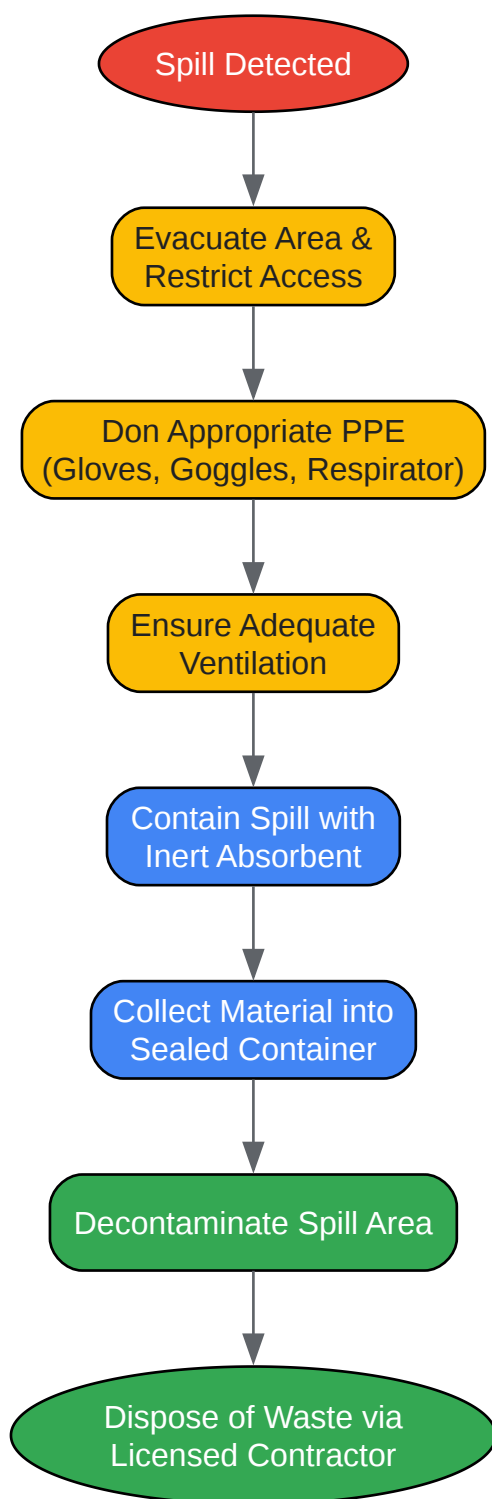 Spill Detected
Evacuate Area &
Restrict Access
Don Appropriate PPE
(Gloves, Goggles, Respirator)
Ensure Adequate
Ventilation
Contain Spill with
Inert Absorbent
Collect Material into
Sealed Container
Decontaminate Spill Area
Dispose of Waste via
Licensed Contractor